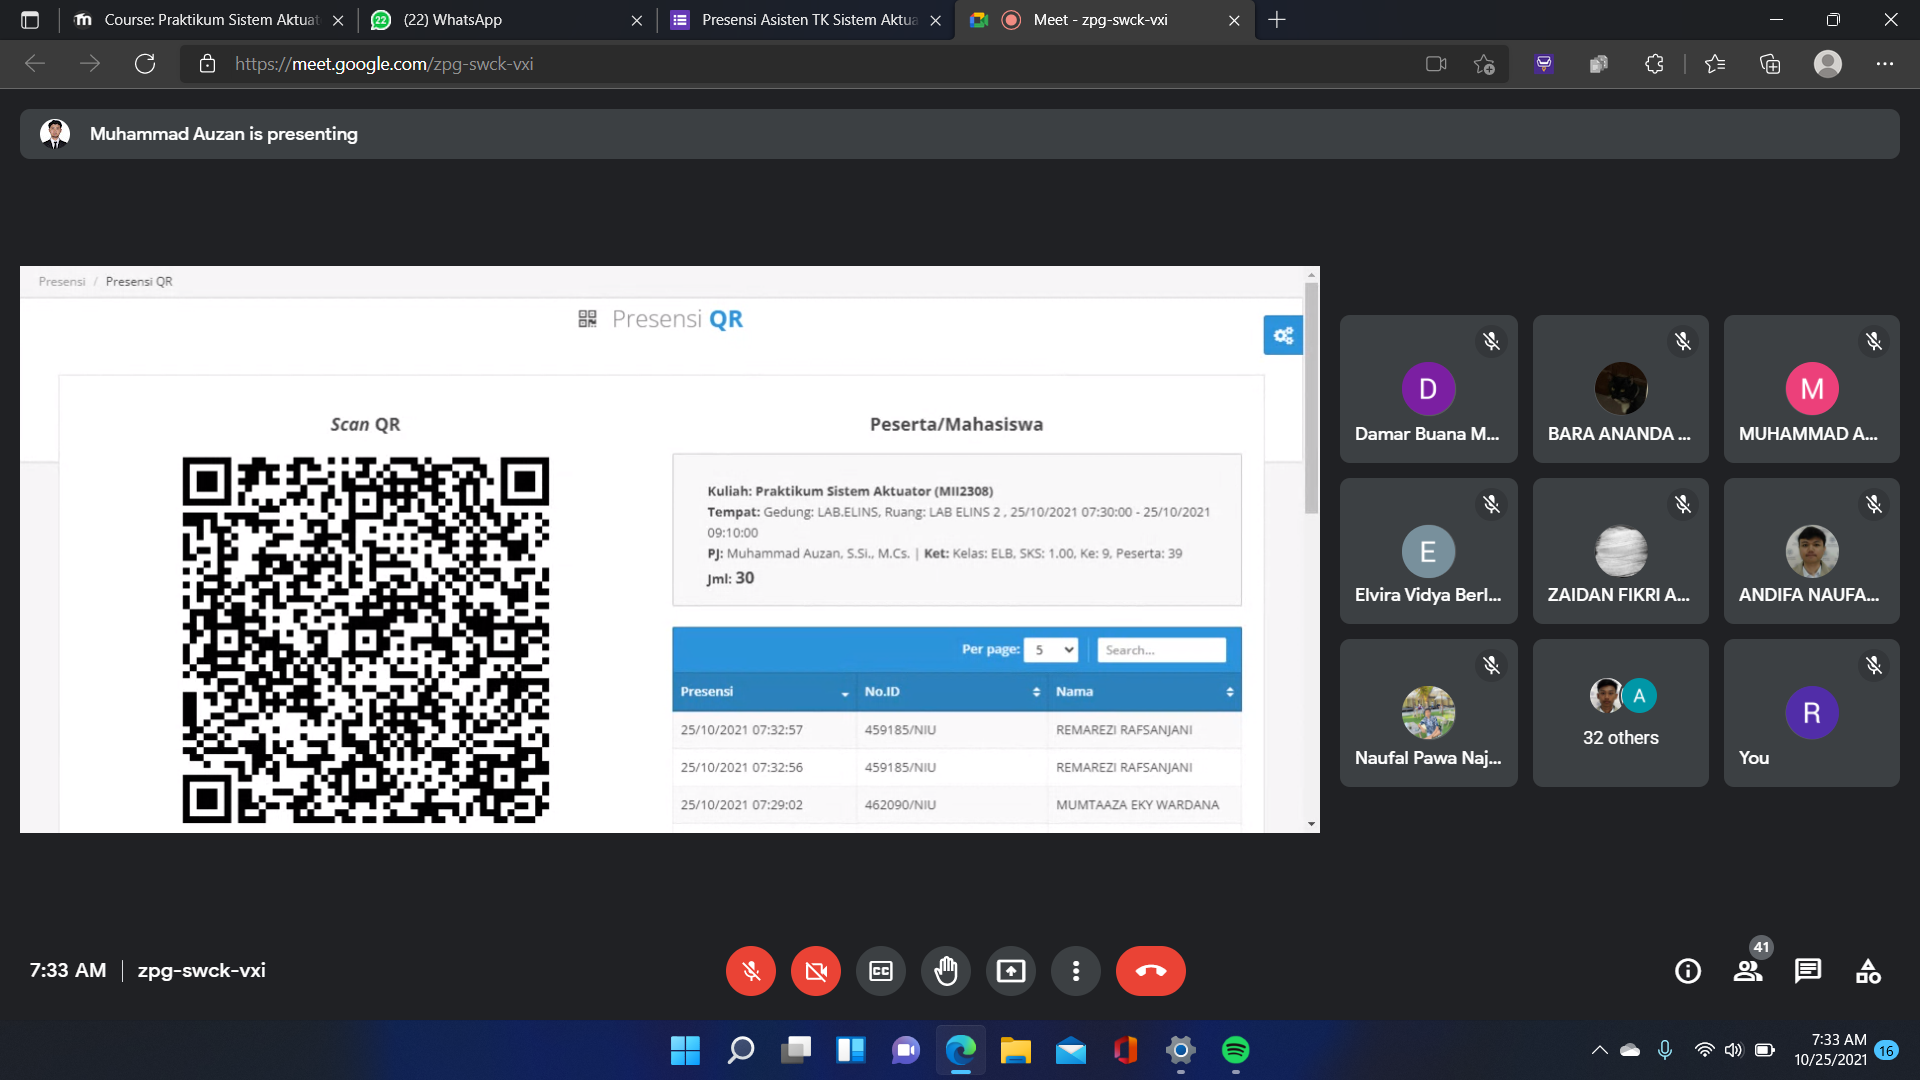 Course: Praktikum Sistem Aktuat
(22) WhatsApp
Presensi Asisten TK Sistem Aktua
Meet - zpg-swck-vxi
https://meet.google.com/zpg-swck-vxi
Muhammad Auzan is presenting
Presensi / Presensi QR
Presensi QR
Scan QR
Peserta/Mahasiswa
Kuliah: Praktikum Sistem Aktuator (MII2308)
Tempat: Gedung: LAB.ELINS, Ruang: LAB ELINS 2 , 25/10/2021 07:30:00 - 25/10/2021
09:10:00
PJ: Muhammad Auzan, S.Si., M.Cs. | Ket: Kelas: ELB, SKS: 1.00, Ke: 9, Peserta: 39
Jml: 30
Per page: 5 Search...
Presensi No.ID Nama
25/10/2021 07:32:57 459185/NIU REMAREZI RAFSANJANI
25/10/2021 07:32:56 459185/NIU REMAREZI RAFSANJANI
25/10/2021 07:29:02 462090/NIU MUMTAAZA EKY WARDANA
D
Damar Buana M...
BARA ANANDA ...
M
MUHAMMAD A...
E
Elvira Vidya Berl...
ZAIDAN FIKRI A...
ANDIFA NAUFA...
Naufal Pawa Naj...
A
32 others
R
You
7:33 AM | zpg-swck-vxi
CC
41
7:33 AM
10/25/2021
16